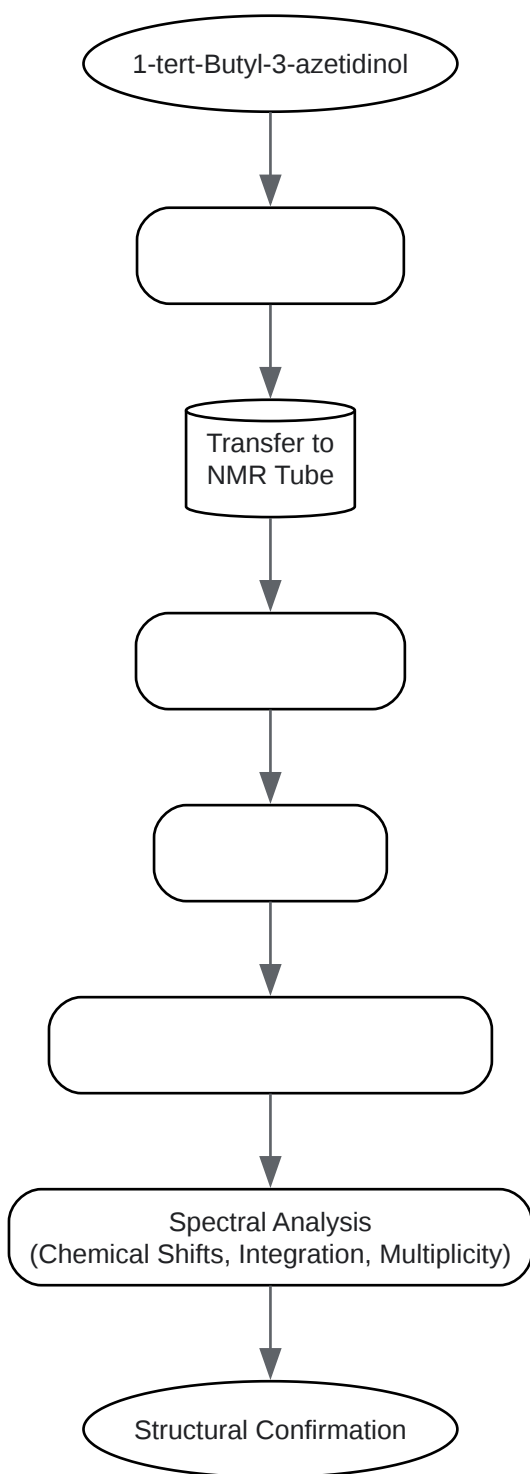 1-tert-Butyl-3-azetidinol
Transfer to
NMR Tube
Spectral Analysis
(Chemical Shifts, Integration, Multiplicity)
Structural Confirmation